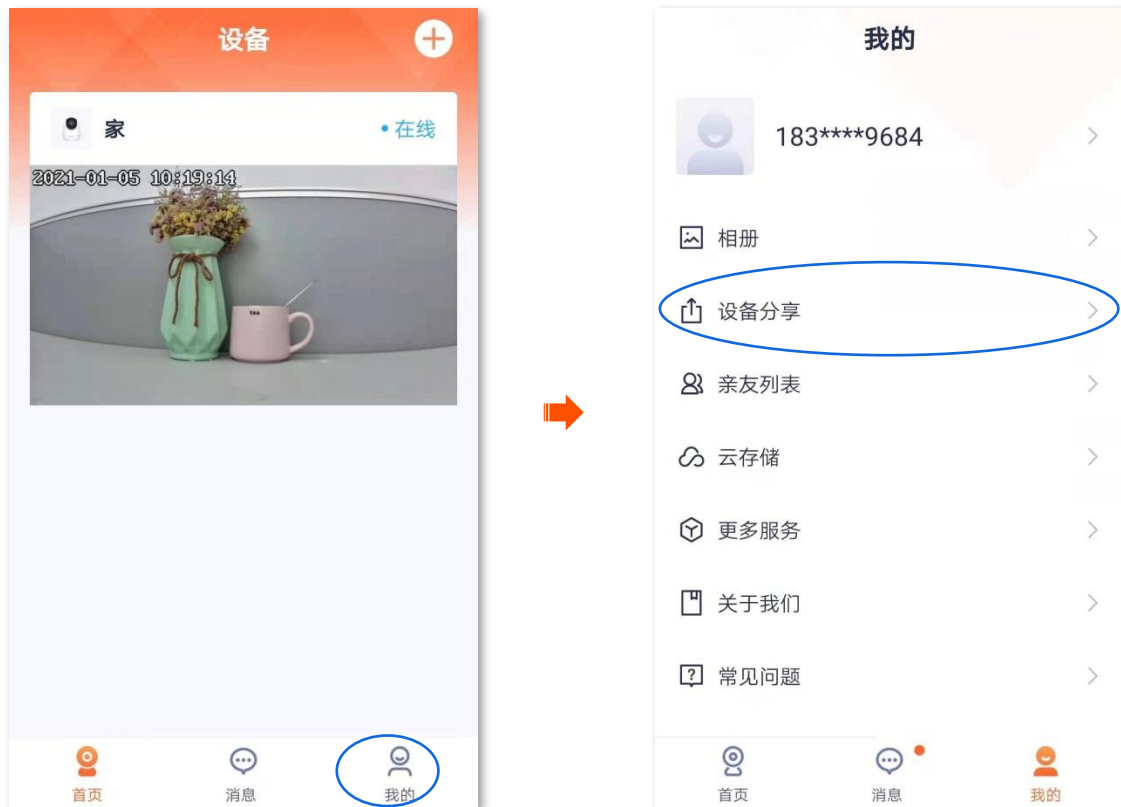 设备
家
在线
2021-01-05 10:19:14
TEA
首页
消息
我的
我的
183****9684
相册
设备分享
亲友列表
云存储
更多服务
关于我们
常见问题
首页
消息
我的